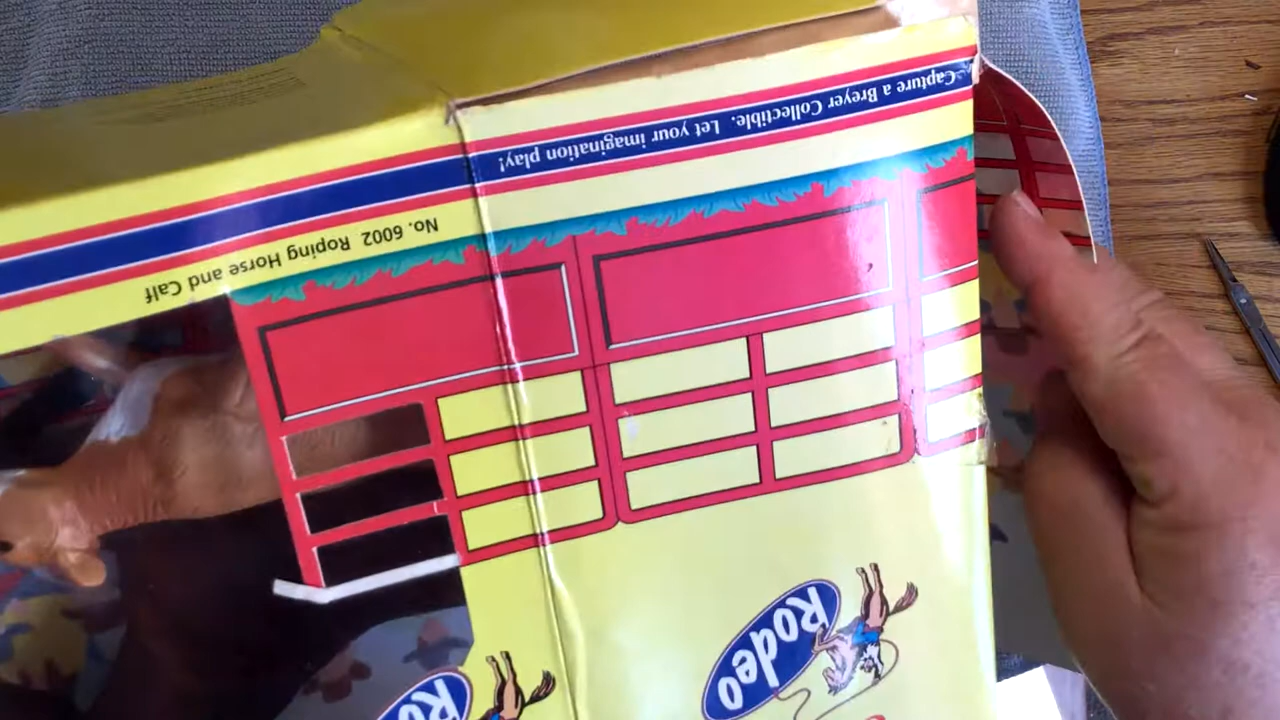 Capture a Breyer Collectible. Let your imagination play!
No. 6002 Roping Horse and Calf
Rodeo